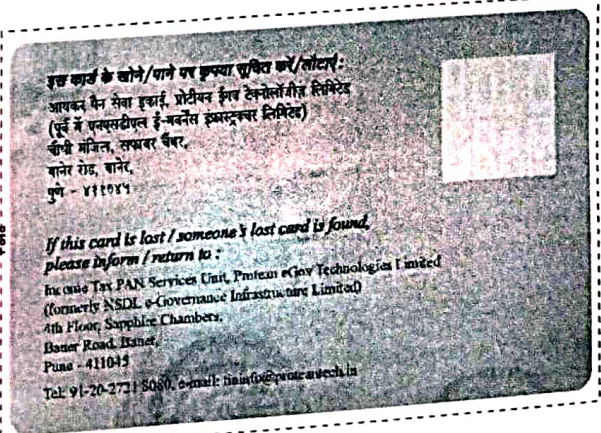 इस कार्ड के खोने/पाने पर कृपया सूचित करें/लौटाएं:
आयकर पैन सेवा इकाई, प्रोटीयन ईगव टेक्नोलॉजीज़ लिमिटेड
(पूर्व में एनएसडीएल ई-गवर्नेंस इंफ्रास्ट्रक्चर लिमिटेड)
चौथी मंजिल, सफायर चैंबर,
बानेर रोड, बानेर,
पुणे - ४११०४५
If this card is lost / someone's lost card is found,
please inform / return to :
Income Tax PAN Services Unit, Protean eGov Technologies Limited
(formerly NSDL e-Governance Infrastructure Limited)
4th Floor, Sapphire Chambers,
Baner Road, Baner,
Pune - 411045
Tel: 91-20-2721 8080, e-mail: tininfo@proteantech.in